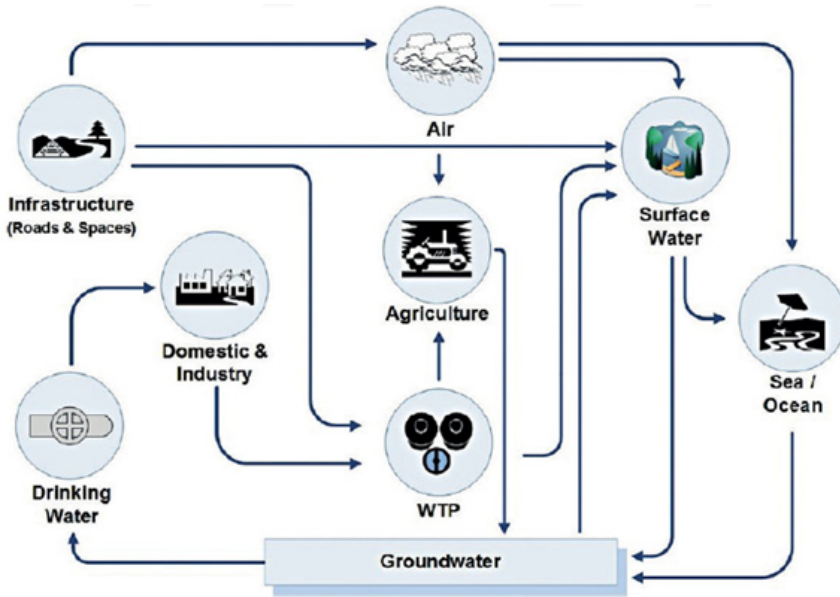 Air
Infrastructure
(Roads & Spaces)
Surface
Water
Agriculture
Domestic &
Industry
Sea /
Ocean
Drinking
Water
WTP
Groundwater